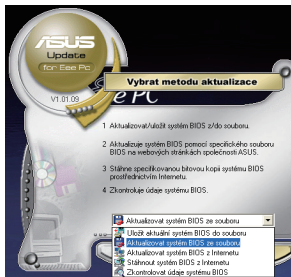 ASUS
Update
for Eee Pc
V1.01.09
Vybrat metodu aktualizace
e PC
1 Aktualizovat/uložit systém BIOS z/do souboru.
2 Aktualizuje systém BIOS pomocí specifického souboru
BIOS na webových stránkách společnosti ASUS.
3 Stáhne specifikovanou bitovou kopii systému BIOS
prostřednictvím Internetu.
4 Zkontroluje údaje systému BIOS.
Aktualizovat systém BIOS ze souboru
Uložit aktuální systém BIOS do souboru
Aktualizovat systém BIOS ze souboru
Aktualizovat systém BIOS z Internetu
Stáhnout systém BIOS z Internetu
Zkontrolovat údaje systému BIOS